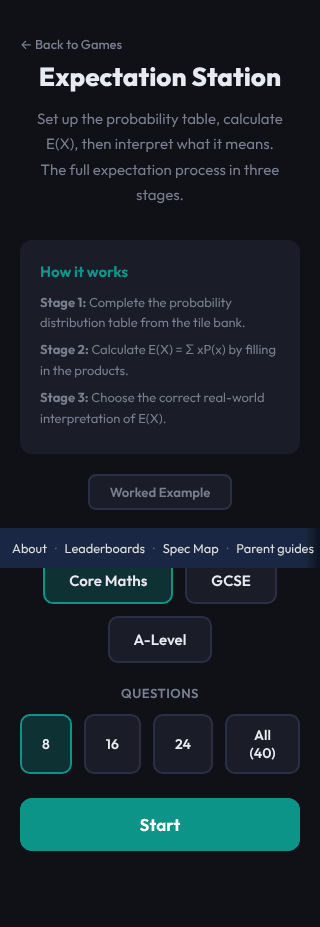 ← Back to Games
Expectation Station
Set up the probability table, calculate
E(X), then interpret what it means.
The full expectation process in three
stages.
How it works
Stage 1: Complete the probability
distribution table from the tile bank.
Stage 2: Calculate E(X) = Σ xP(x) by filling
in the products.
Stage 3: Choose the correct real-world
interpretation of E(X).
Worked Example
About · Leaderboards · Spec Map · Parent guides
Core Maths GCSE
A-Level
QUESTIONS
8 16 24 All
(40)
Start